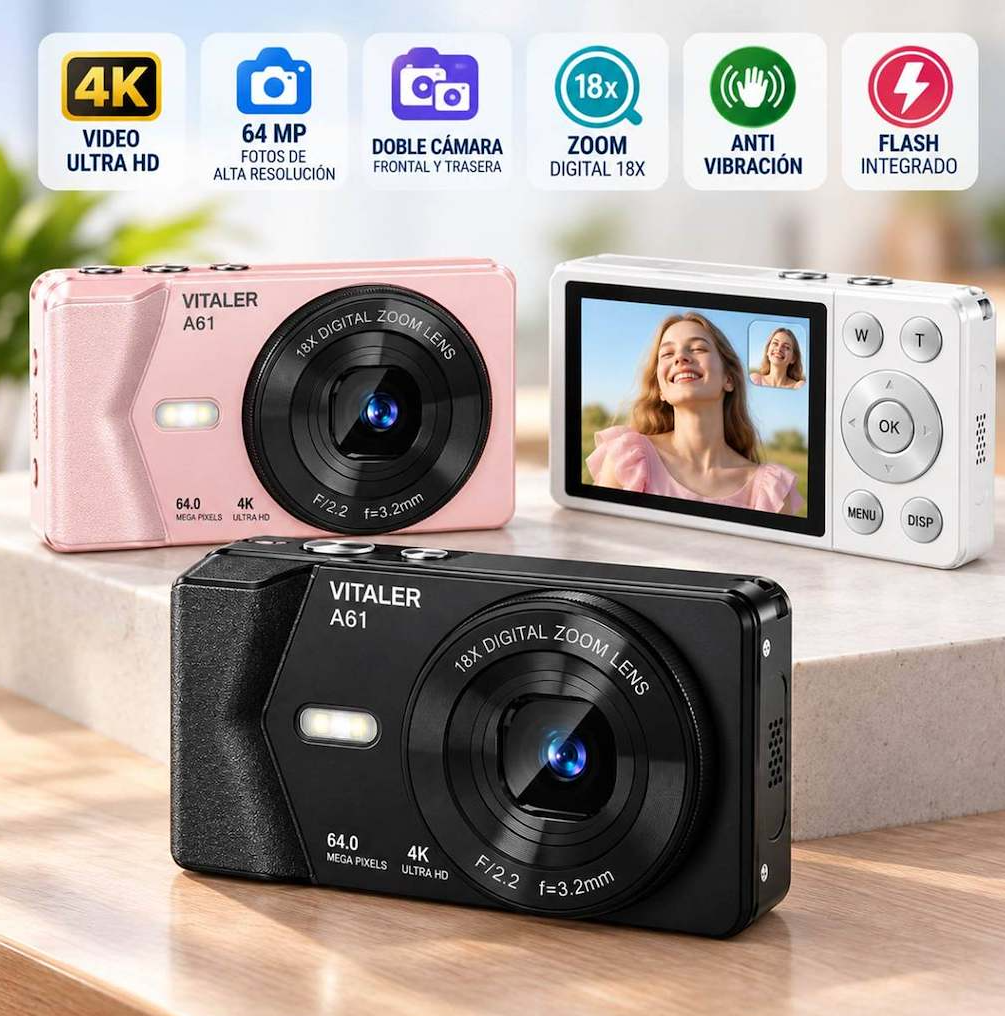 4K
VIDEO
ULTRA HD
64 MP
FOTOS DE
ALTA RESOLUCIÓN
DOBLE CÁMARA
FRONTAL Y TRASERA
18x
ZOOM
DIGITAL 18X
ANTI
VIBRACIÓN
FLASH
INTEGRADO
VITALER
A61
18X DIGITAL ZOOM LENS
64.0
MEGA PIXELS
4K
ULTRA HD
F/2.2 f=3.2mm
W
T
OK
MENU
DISP
VITALER
A61
18X DIGITAL ZOOM LENS
64.0
MEGA PIXELS
4K
ULTRA HD
F/2.2 f=3.2mm